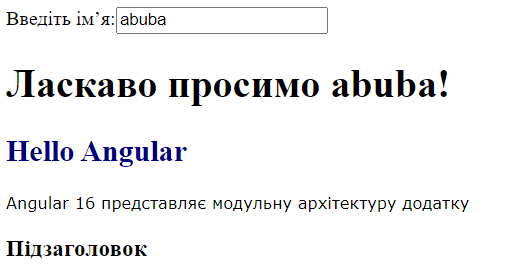 Введіть ім’я: abuba
Ласкаво просимо abuba!
Hello Angular
Angular 16 представляє модульну архітектуру додатку
Підзаголовок